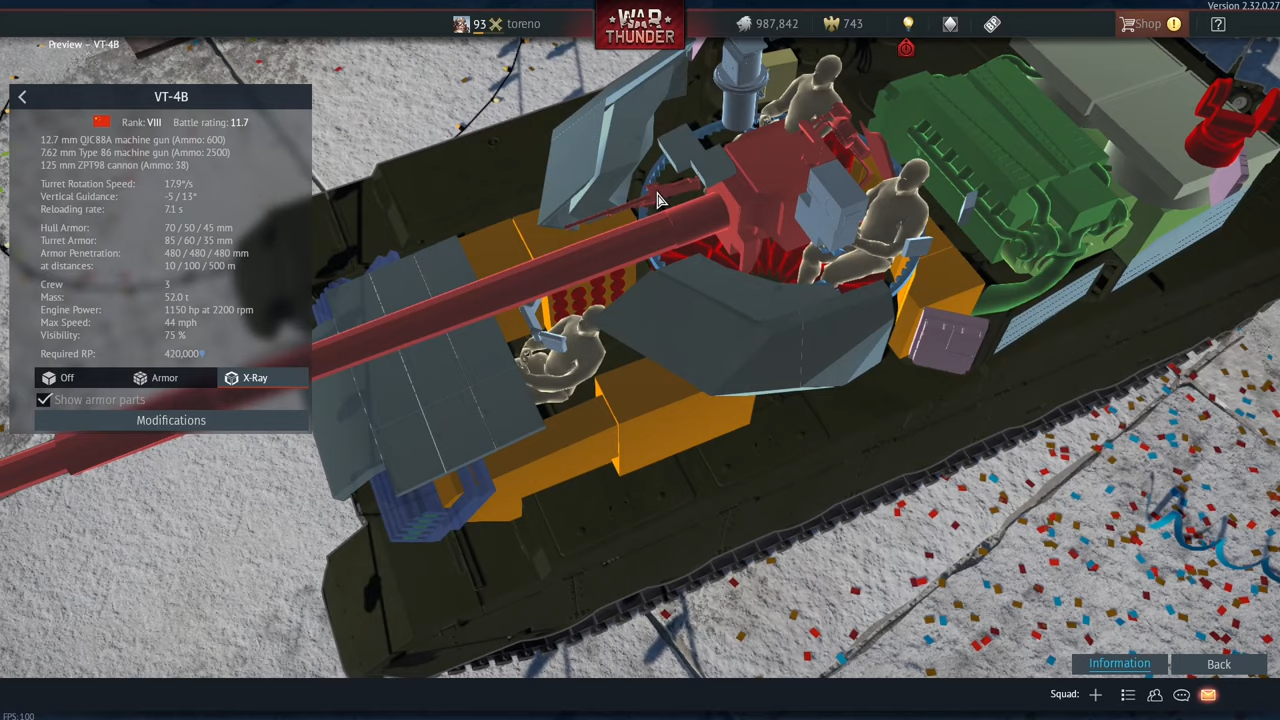 Version 2.32.0.27
93 toreno
WAR
THUNDER
987,842
743
BP
Shop
Preview – VT-4B
VT-4B
Rank: VIII Battle rating: 11.7
12.7 mm QJC88A machine gun (Ammo: 600)
7.62 mm Type 86 machine gun (Ammo: 2500)
125 mm ZPT98 cannon (Ammo: 38)
Turret Rotation Speed: 17.9°/s
Vertical Guidance: -5 / 13°
Reloading rate: 7.1 s
Hull Armor: 70 / 50 / 45 mm
Turret Armor: 85 / 60 / 35 mm
Armor Penetration: 480 / 480 / 480 mm
at distances: 10 / 100 / 500 m
Crew 3
Mass: 52.0 t
Engine Power: 1150 hp at 2200 rpm
Max Speed: 44 mph
Visibility: 75 %
Required RP: 420,000
Off Armor X-Ray
Show armor parts
Modifications
Information Back
Squad:
FPS: 100